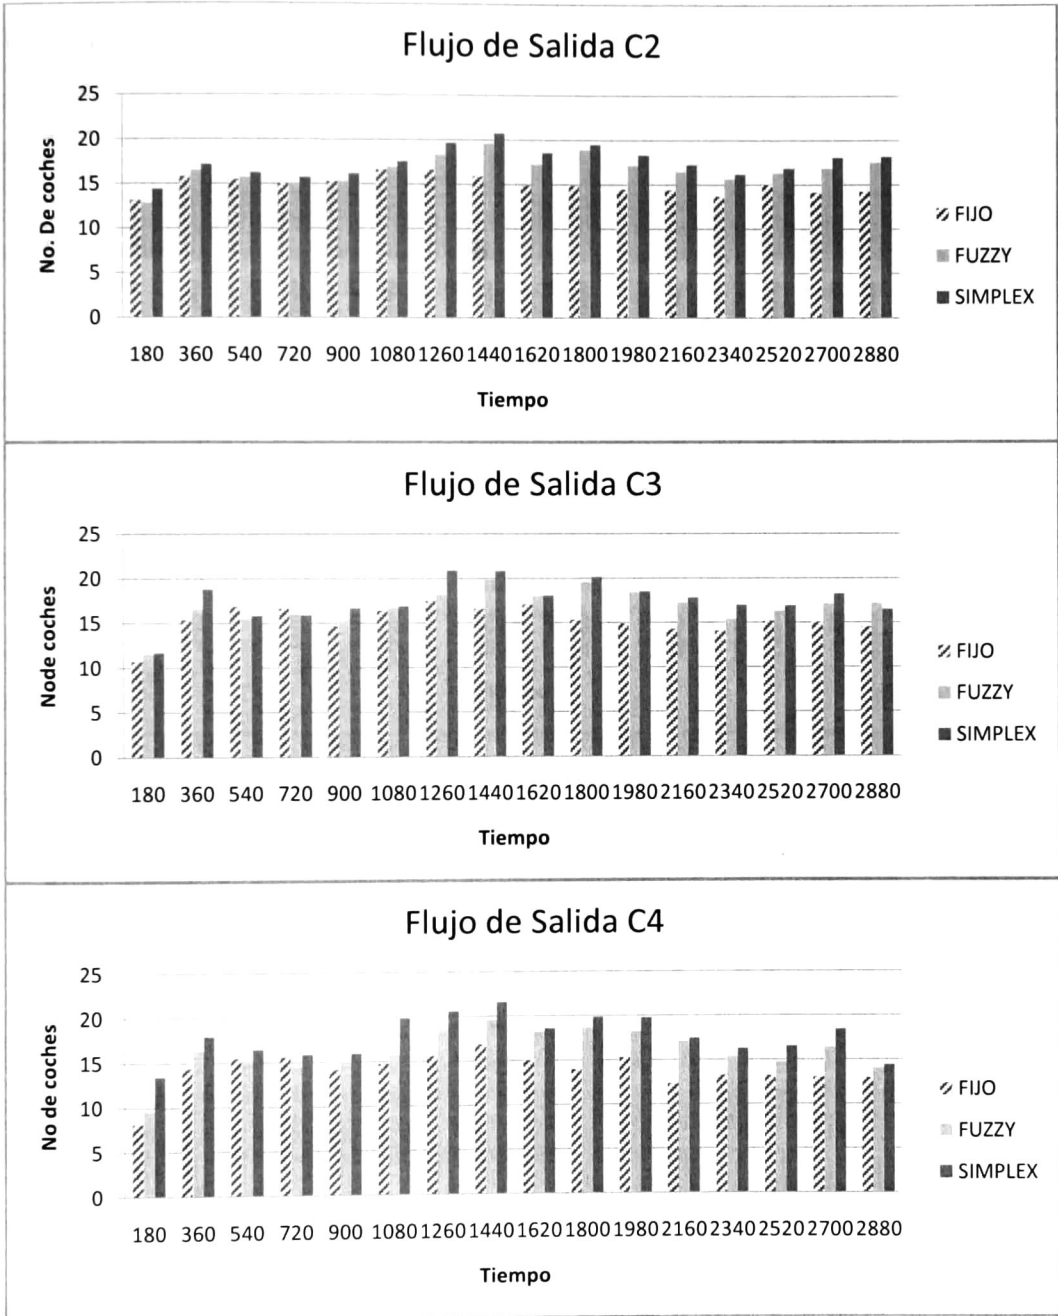 Flujo de Salida C2
25
20
15
10
5
0
No. De coches
180 360 540 720 900 1080 1260 1440 1620 1800 1980 2160 2340 2520 2700 2880
Tiempo
FIJO
FUZZY
SIMPLEX
Flujo de Salida C3
25
20
15
10
5
0
Node coches
180 360 540 720 900 1080 1260 1440 1620 1800 1980 2160 2340 2520 2700 2880
Tiempo
FIJO
FUZZY
SIMPLEX
Flujo de Salida C4
25
20
15
10
5
0
No de coches
180 360 540 720 900 1080 1260 1440 1620 1800 1980 2160 2340 2520 2700 2880
Tiempo
FIJO
FUZZY
SIMPLEX